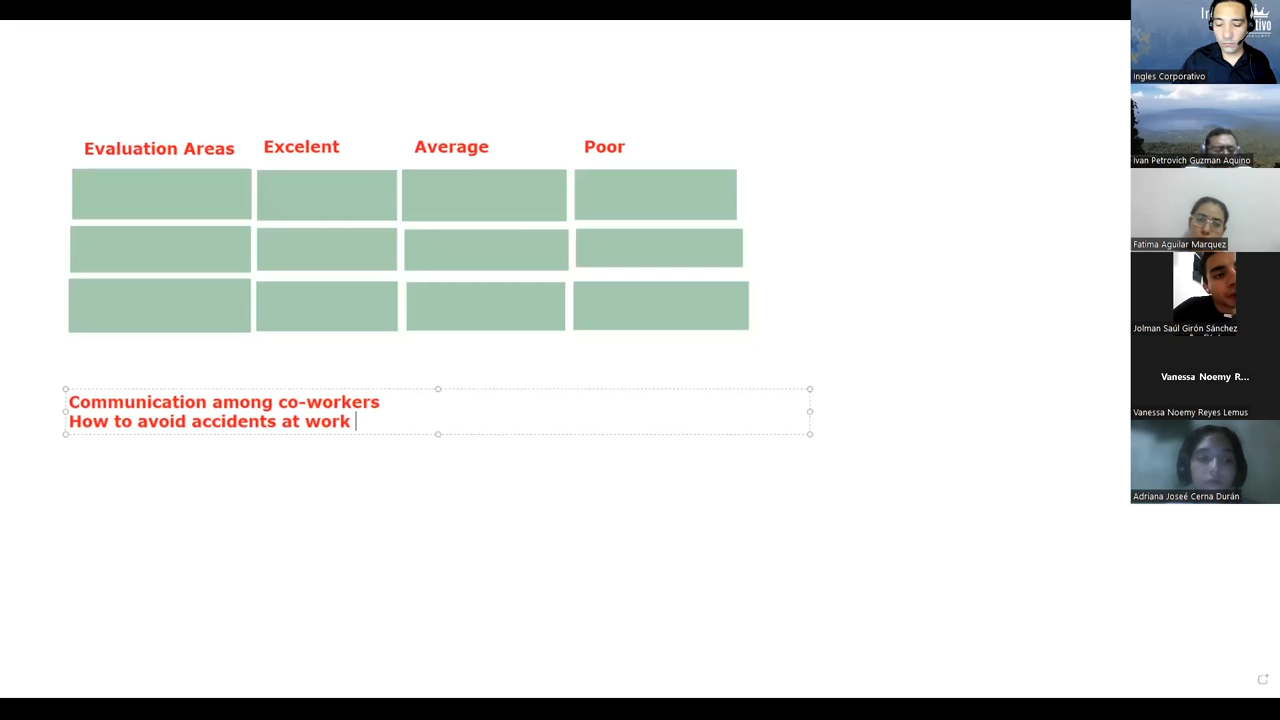 Evaluation Areas Excelent Average Poor
Communication among co-workers
How to avoid accidents at work
Ingles Corporativo
Ivan Petrovich Guzman Aquino
Fatima Aguilar Marquez
Jolman Saúl Girón Sánchez
Vanessa Noemy R...
Vanessa Noemy Reyes Lemus
Adriana Joseé Cerna Durán